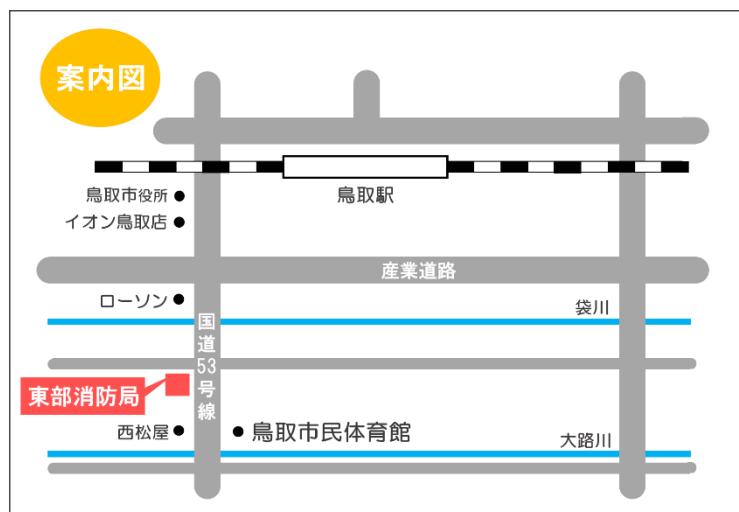 案内図
鳥取市役所
鳥取駅
イオン鳥取店
産業道路
ローソン
袋川
国道53号線
東部消防局
西松屋
鳥取市民体育館
大路川